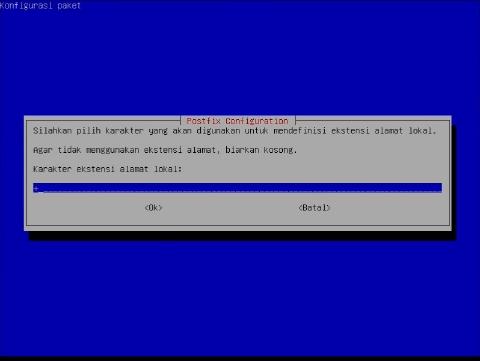 Konfigurasi paket
Postfix Configuration
Silahkan pilih karakter yang akan digunakan untuk mendefinisi ekstensi alamat lokal.
Agar tidak menggunakan ekstensi alamat, biarkan kosong.
Karakter ekstensi alamat lokal:
+
<Ok> <Batal>